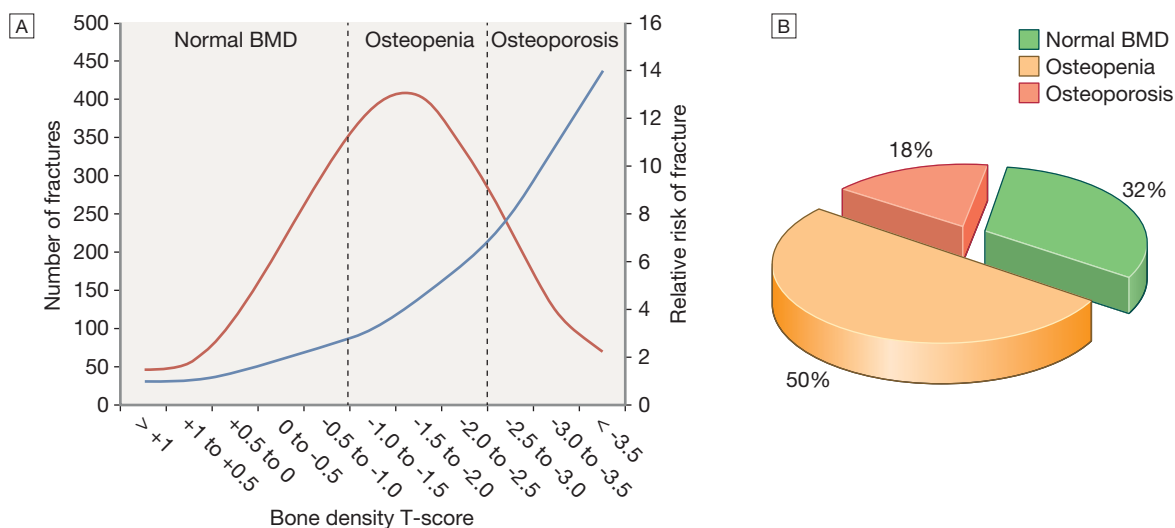 A
500
450
400
350
300
250
200
150
100
50
0
Number of fractures
Normal BMD
Osteopenia
Osteoporosis
16
14
12
10
8
6
4
2
0
Relative risk of fracture
> +1
+1 to +0.5
+0.5 to 0
0 to -0.5
-0.5 to -1.0
-1.0 to -1.5
-1.5 to -2.0
-2.0 to -2.5
-2.5 to -3.0
-3.0 to -3.5
< -3.5
Bone density T-score
B
Normal BMD
Osteopenia
Osteoporosis
18%
32%
50%